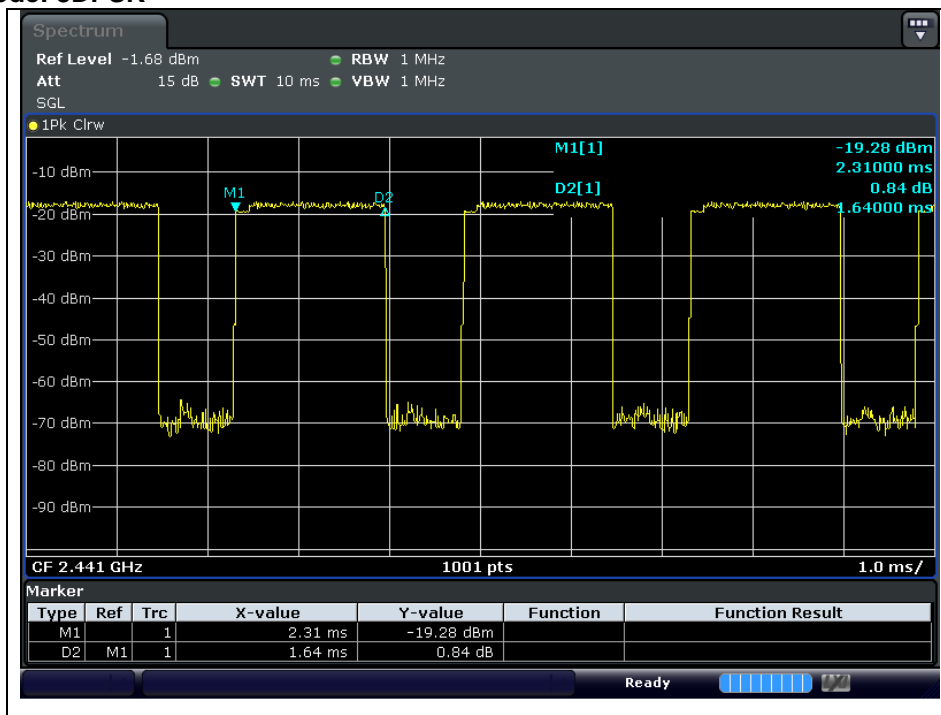 Spectrum
Ref Level -1.68 dBm RBW 1 MHz
Att 15 dB SWT 10 ms VBW 1 MHz
SGL
1Pk Clrw
M1[1] -19.28 dBm
2.31000 ms
D2[1] 0.84 dB
1.64000 ms
M1
D2
-10 dBm
-20 dBm
-30 dBm
-40 dBm
-50 dBm
-60 dBm
-70 dBm
-80 dBm
-90 dBm
CF 2.441 GHz 1001 pts 1.0 ms/
Marker
Type Ref Trc X-value Y-value Function Function Result
M1 1 2.31 ms -19.28 dBm
D2 M1 1 1.64 ms 0.84 dB
Ready